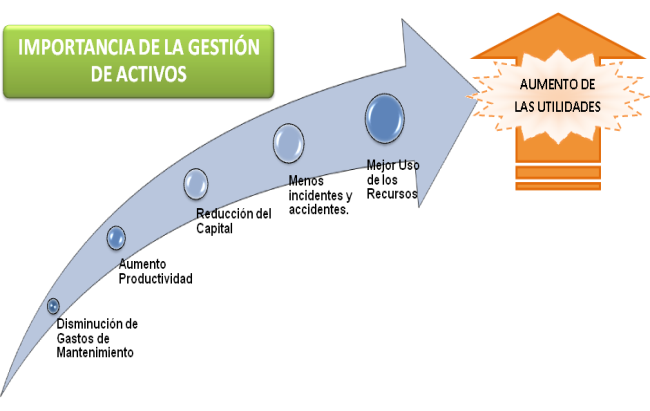 IMPORTANCIA DE LA GESTIÓN
DE ACTIVOS
AUMENTO DE
LAS UTILIDADES
Mejor Uso
de los
Recursos
Menos
incidentes y
accidentes.
Reducción del
Capital
Aumento
Productividad
Disminución de
Gastos de
Mantenimiento